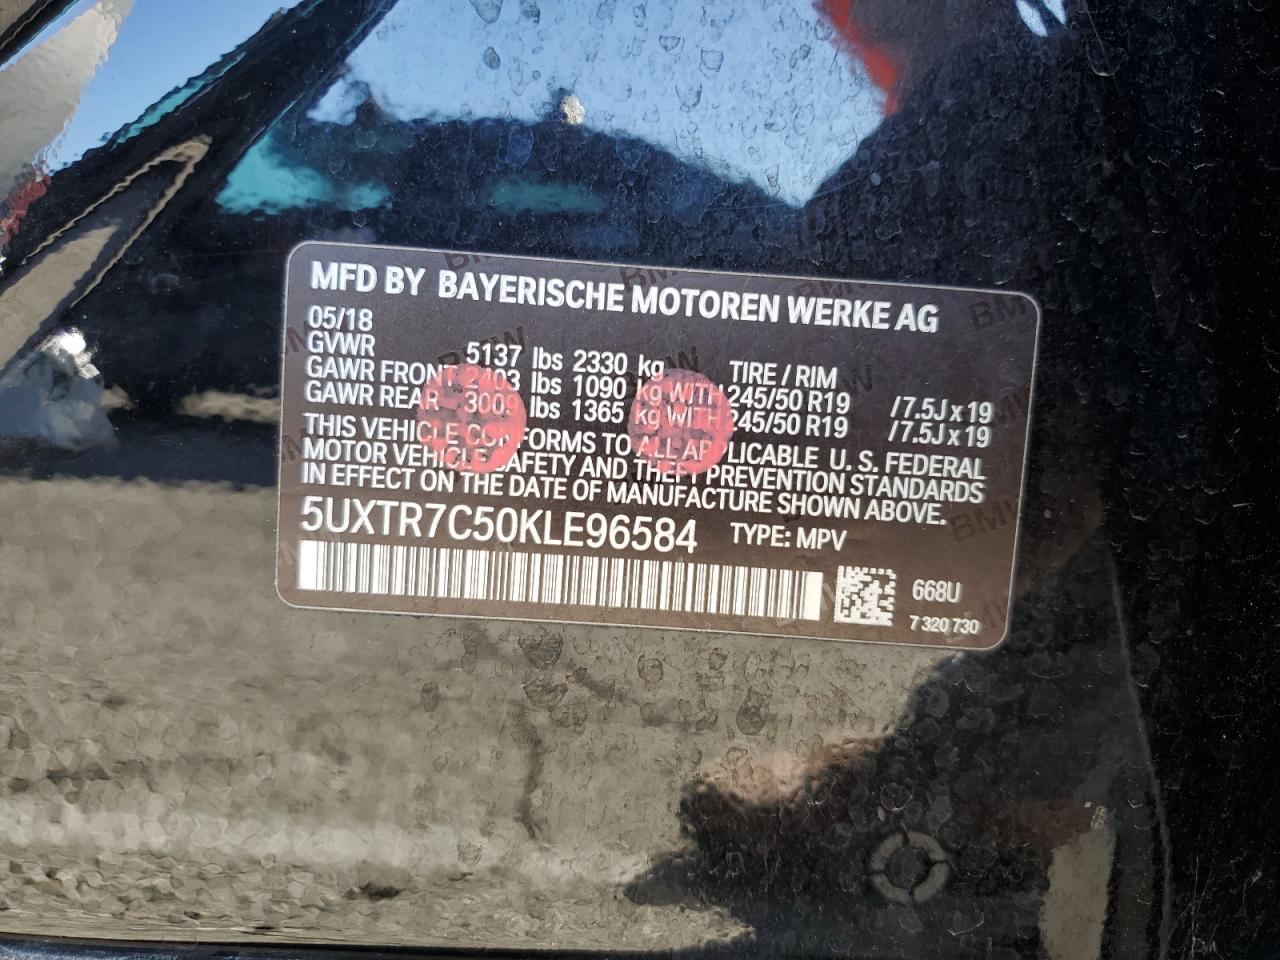 MFD BY BAYERISCHE MOTOREN WERKE AG
05/18
GVWR 5137 lbs 2330 kg TIRE / RIM
GAWR FRONT 2403 lbs 1090 kg WITH 245/50 R19 /7.5J x 19
GAWR REAR 3009 lbs 1365 kg WITH 245/50 R19 /7.5J x 19
THIS VEHICLE CONFORMS TO ALL APPLICABLE U. S. FEDERAL
MOTOR VEHICLE SAFETY AND THEFT PREVENTION STANDARDS
IN EFFECT ON THE DATE OF MANUFACTURE SHOWN ABOVE.
5UXTR7C50KLE96584 TYPE: MPV
668U
7 320 730